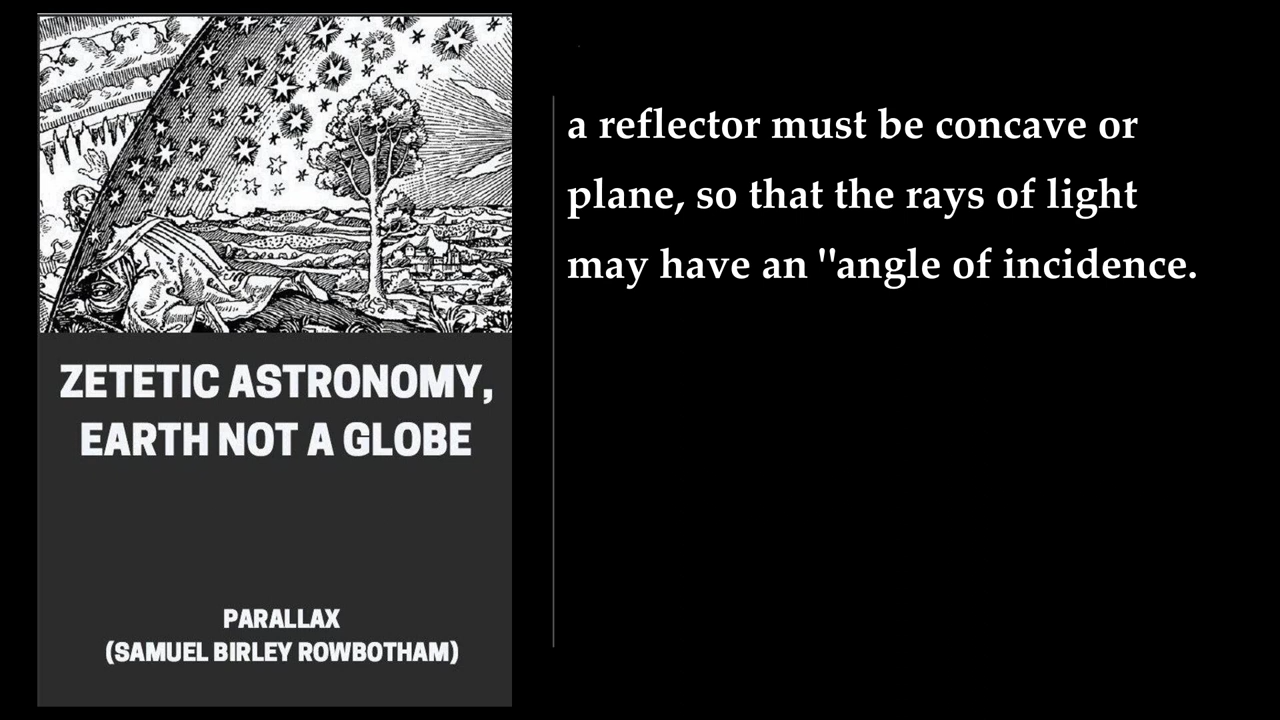 ZETETIC ASTRONOMY,
EARTH NOT A GLOBE
PARALLAX
(SAMUEL BIRLEY ROWBOTHAM)
a reflector must be concave or
plane, so that the rays of light
may have an "angle of incidence.